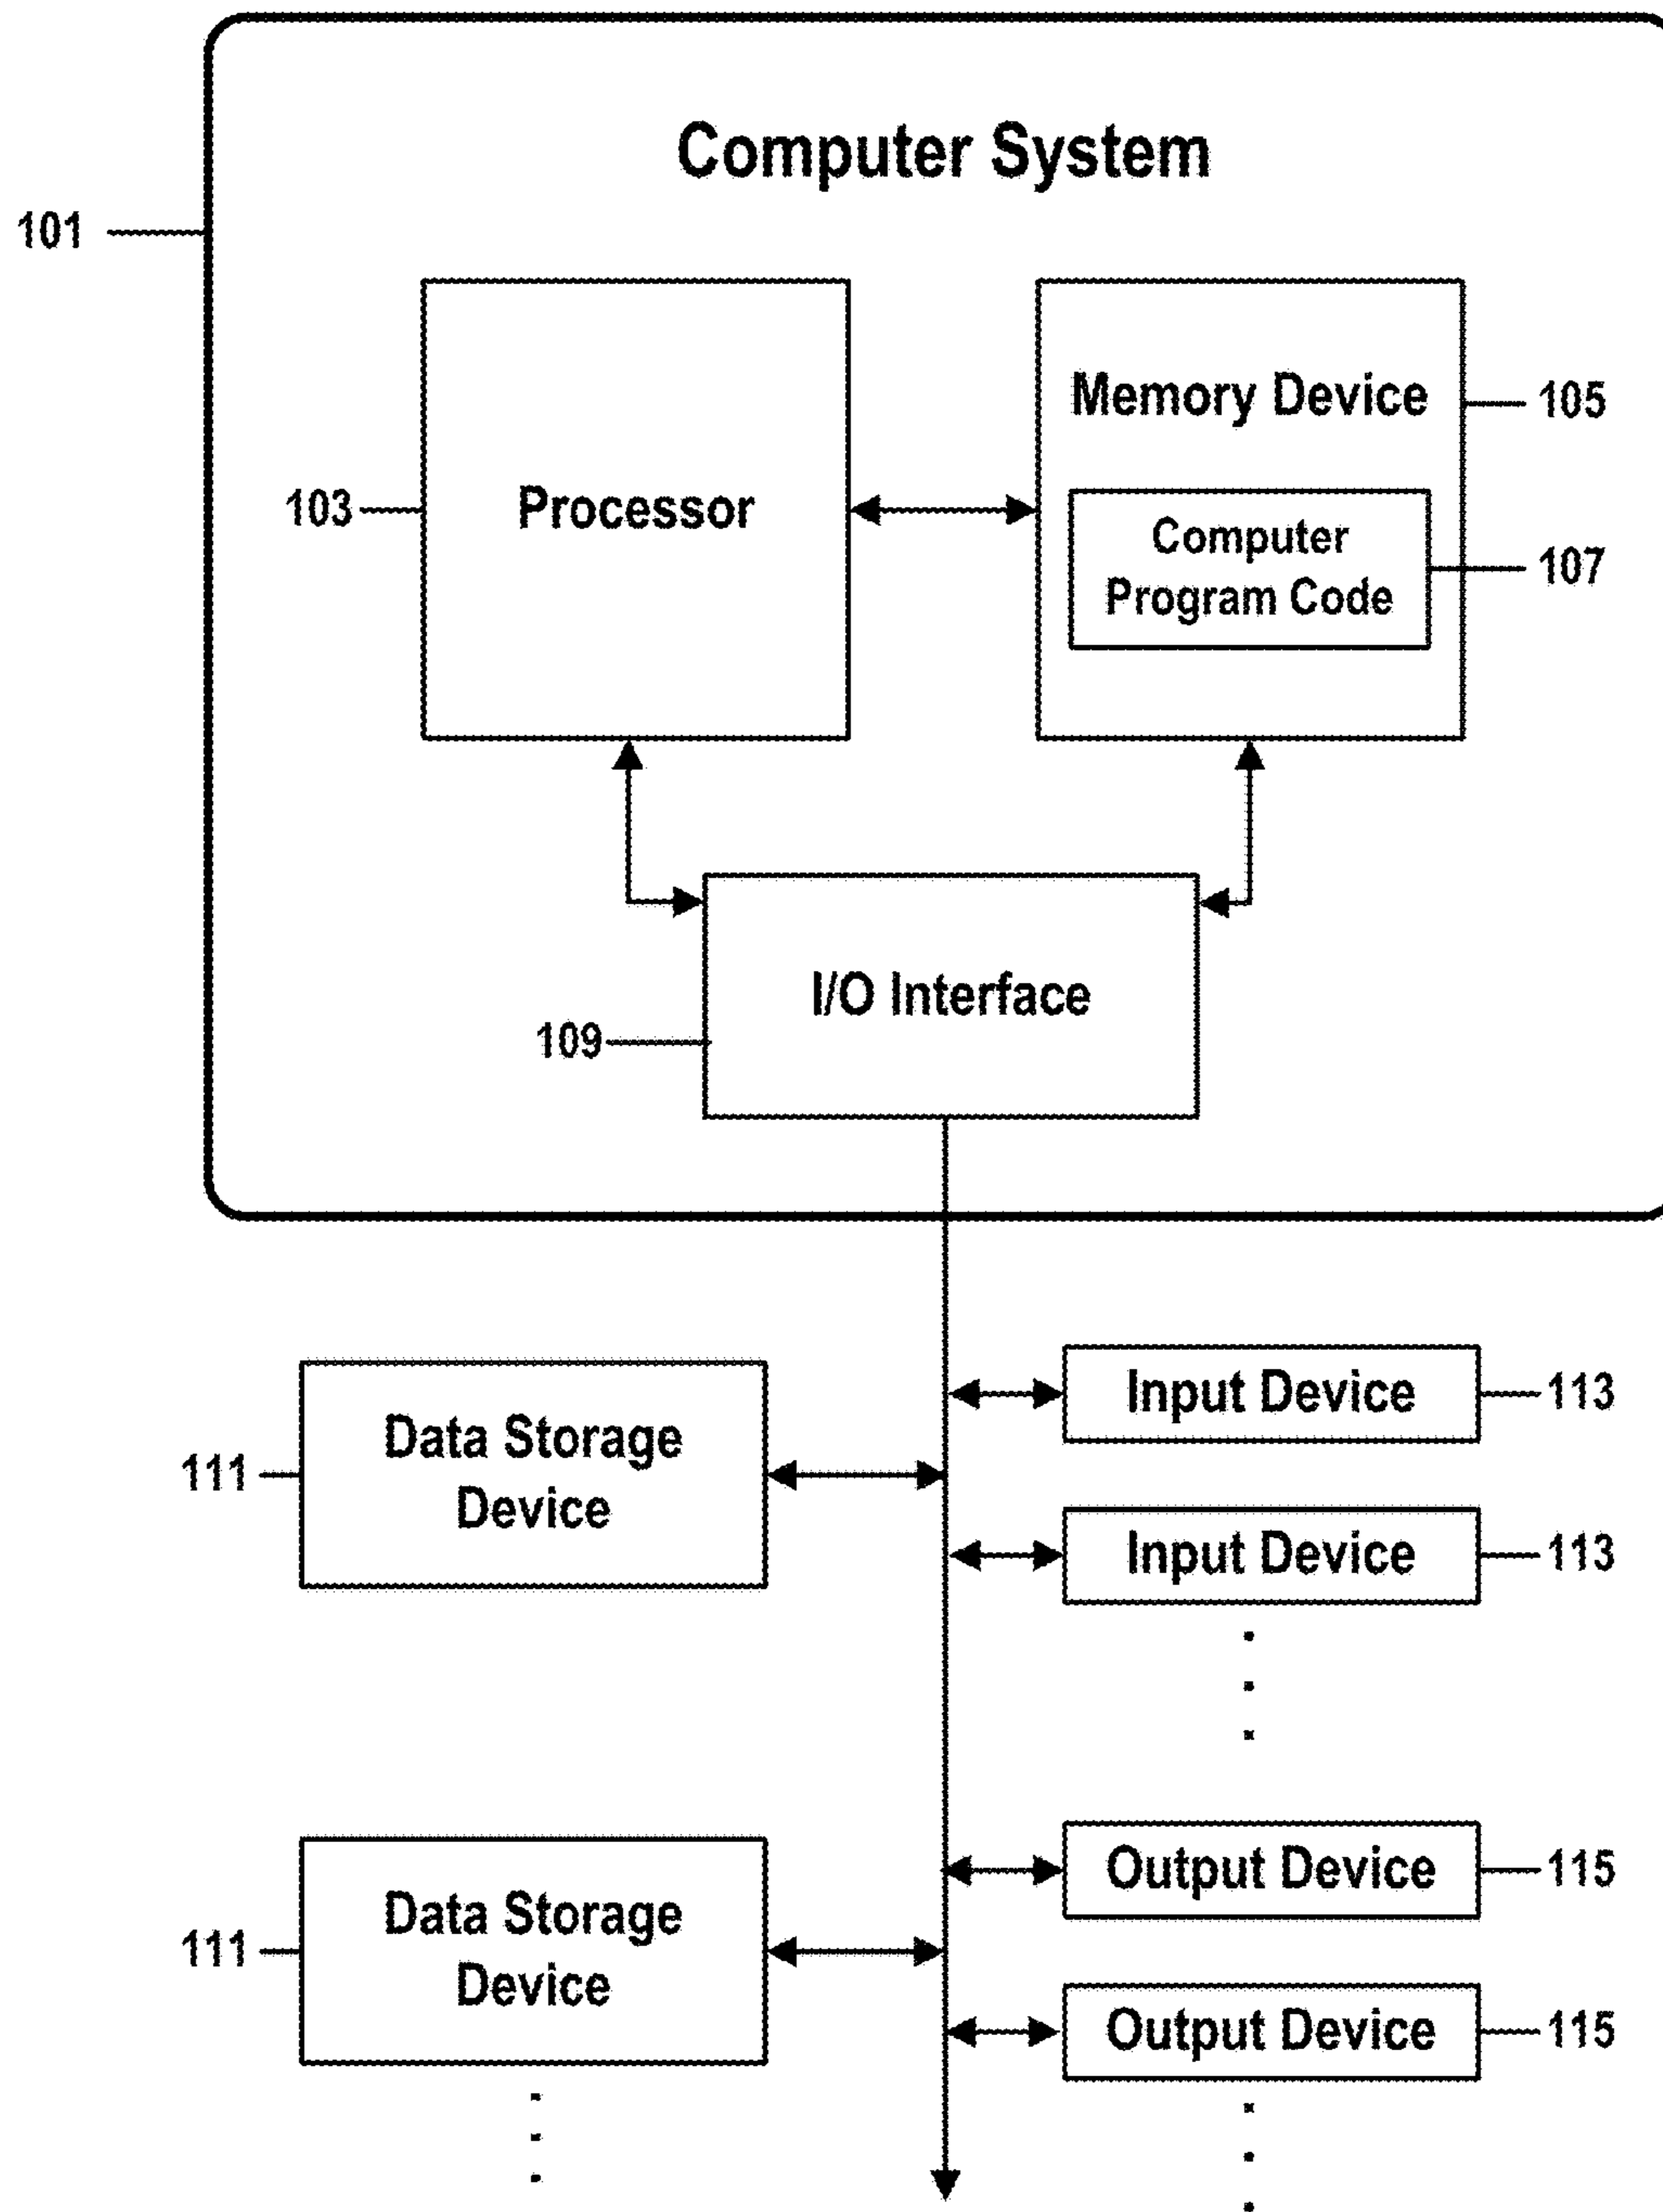 Computer System
101
103
Processor
Memory Device
105
Computer
Program Code
107
I/O Interface
109
Input Device
113
111
Data Storage
Device
Input Device
113
Output Device
115
111
Data Storage
Device
Output Device
115